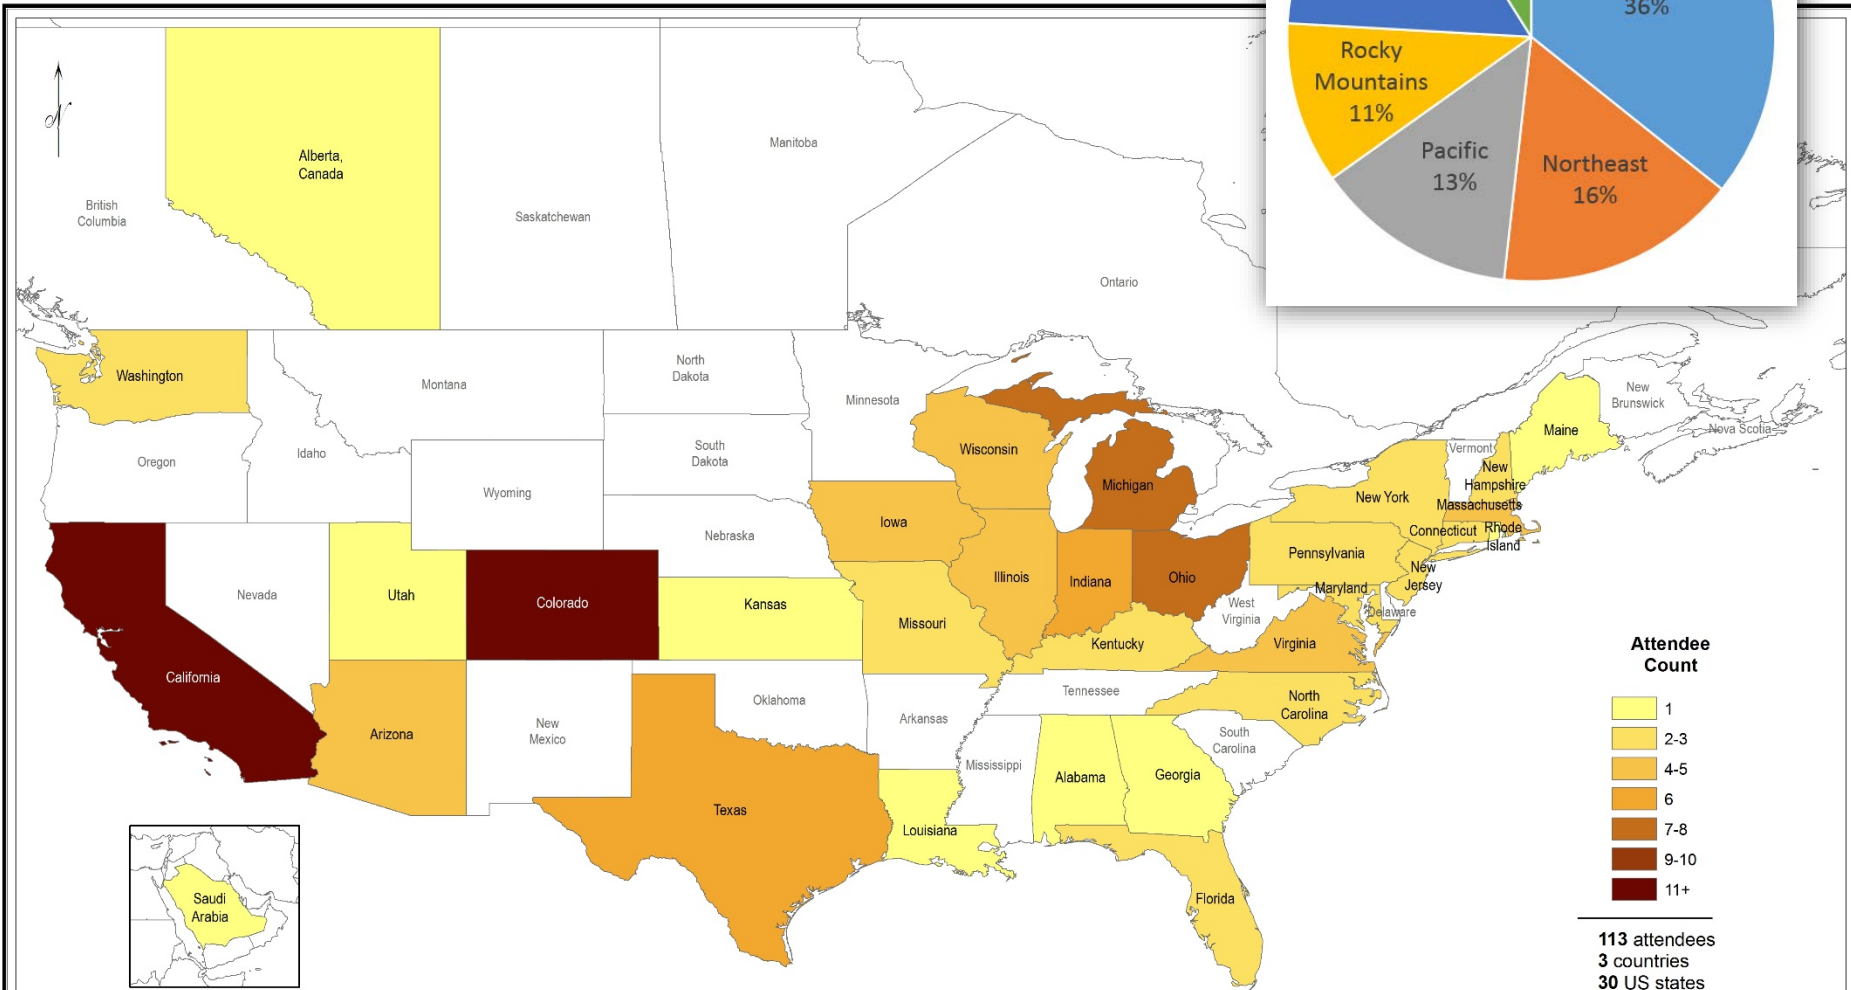 36%
Rocky
Mountains
11%
Pacific
13%
Northeast
16%
N
Alberta,
Canada
British
Columbia
Saskatchewan
Manitoba
Ontario
New
Brunswick
Nova Scotia
Washington
Montana
North
Dakota
Minnesota
Oregon
Idaho
South
Dakota
Wyoming
Wisconsin
Michigan
Maine
Vermont
New
Hampshire
New York
Massachusetts
Connecticut
Rhode
Island
Iowa
Nebraska
Nevada
Utah
Colorado
Kansas
Illinois
Indiana
Ohio
Pennsylvania
New
Jersey
Maryland
Delaware
West
Virginia
Missouri
Kentucky
Virginia
California
Arizona
New
Mexico
Oklahoma
Arkansas
Tennessee
North
Carolina
South
Carolina
Mississippi
Alabama
Georgia
Texas
Louisiana
Florida
Saudi
Arabia
Attendee
Count
1
2-3
4-5
6
7-8
9-10
11+
113 attendees
3 countries
30 US states